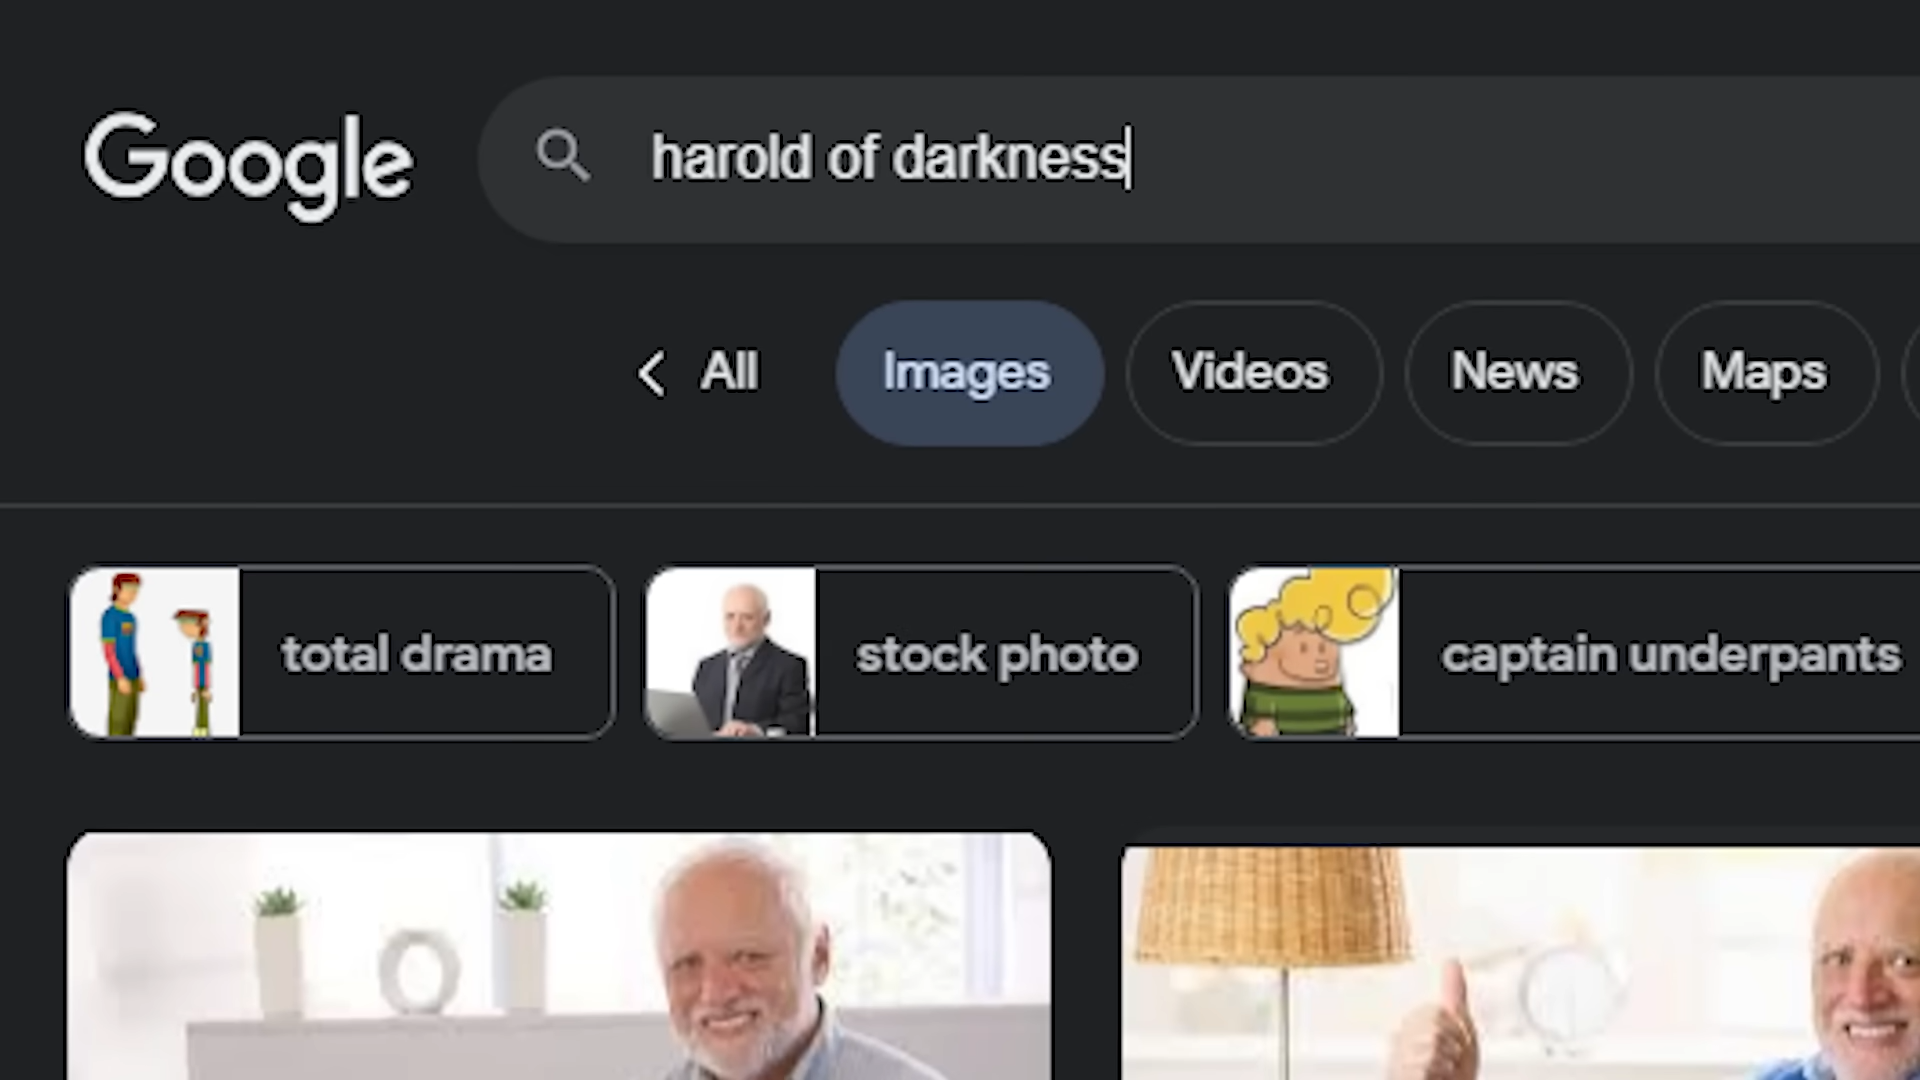 Google
harold of darkness
All Images Videos News Maps
total drama stock photo captain underpants